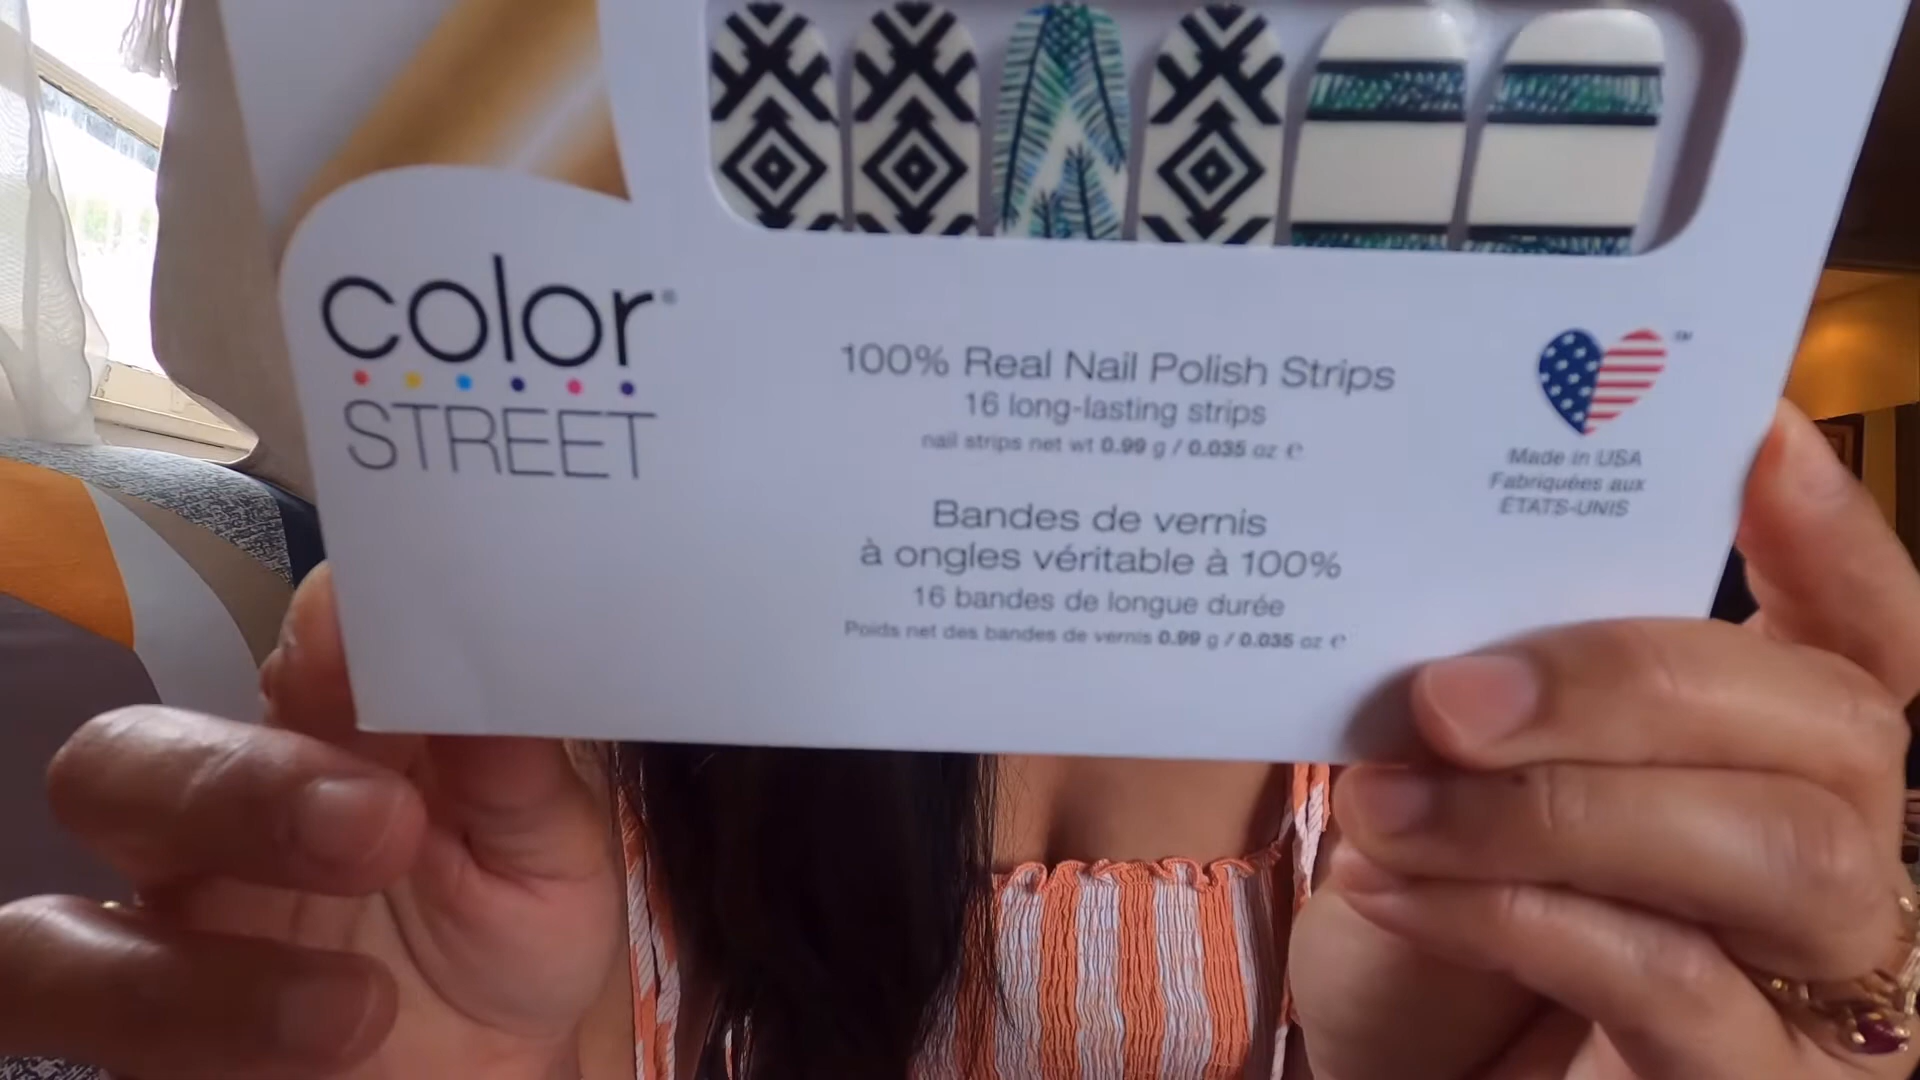 color®
STREET
100% Real Nail Polish Strips
16 long-lasting strips
nail strips net wt 0.99 g / 0.035 oz ℮
Bandes de vernis
à ongles véritable à 100%
16 bandes de longue durée
Poids net des bandes de vernis 0.99 g / 0.035 oz ℮
TM
Made in USA
Fabriquées aux
ÉTATS-UNIS